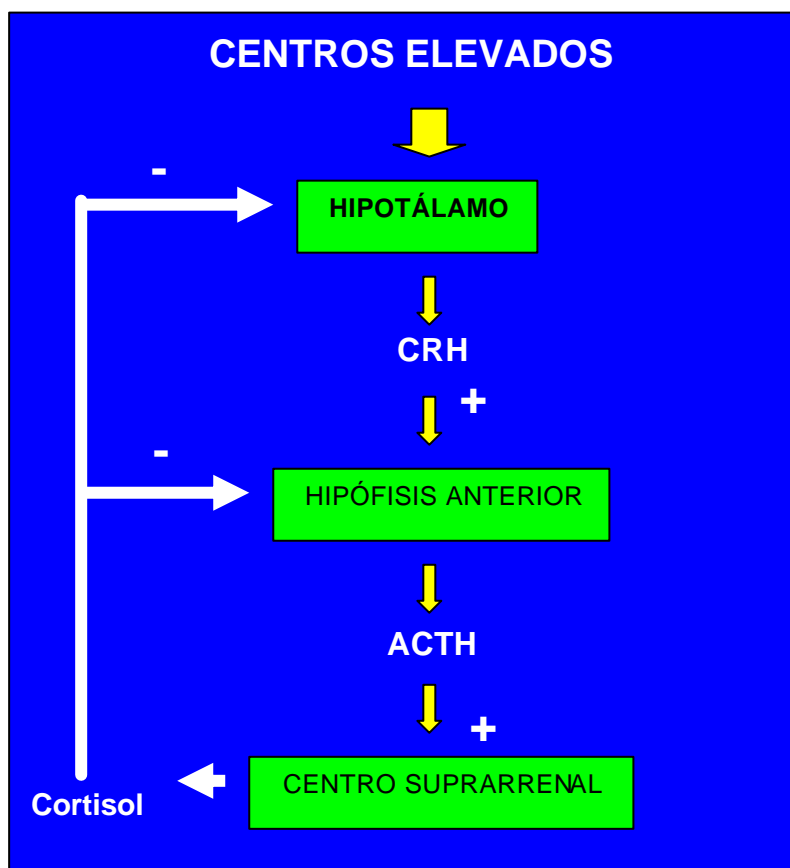 CENTROS ELEVADOS
-
HIPOTÁLAMO
CRH
+
-
HIPÓFISIS ANTERIOR
ACTH
+
CENTRO SUPRARRENAL
Cortisol